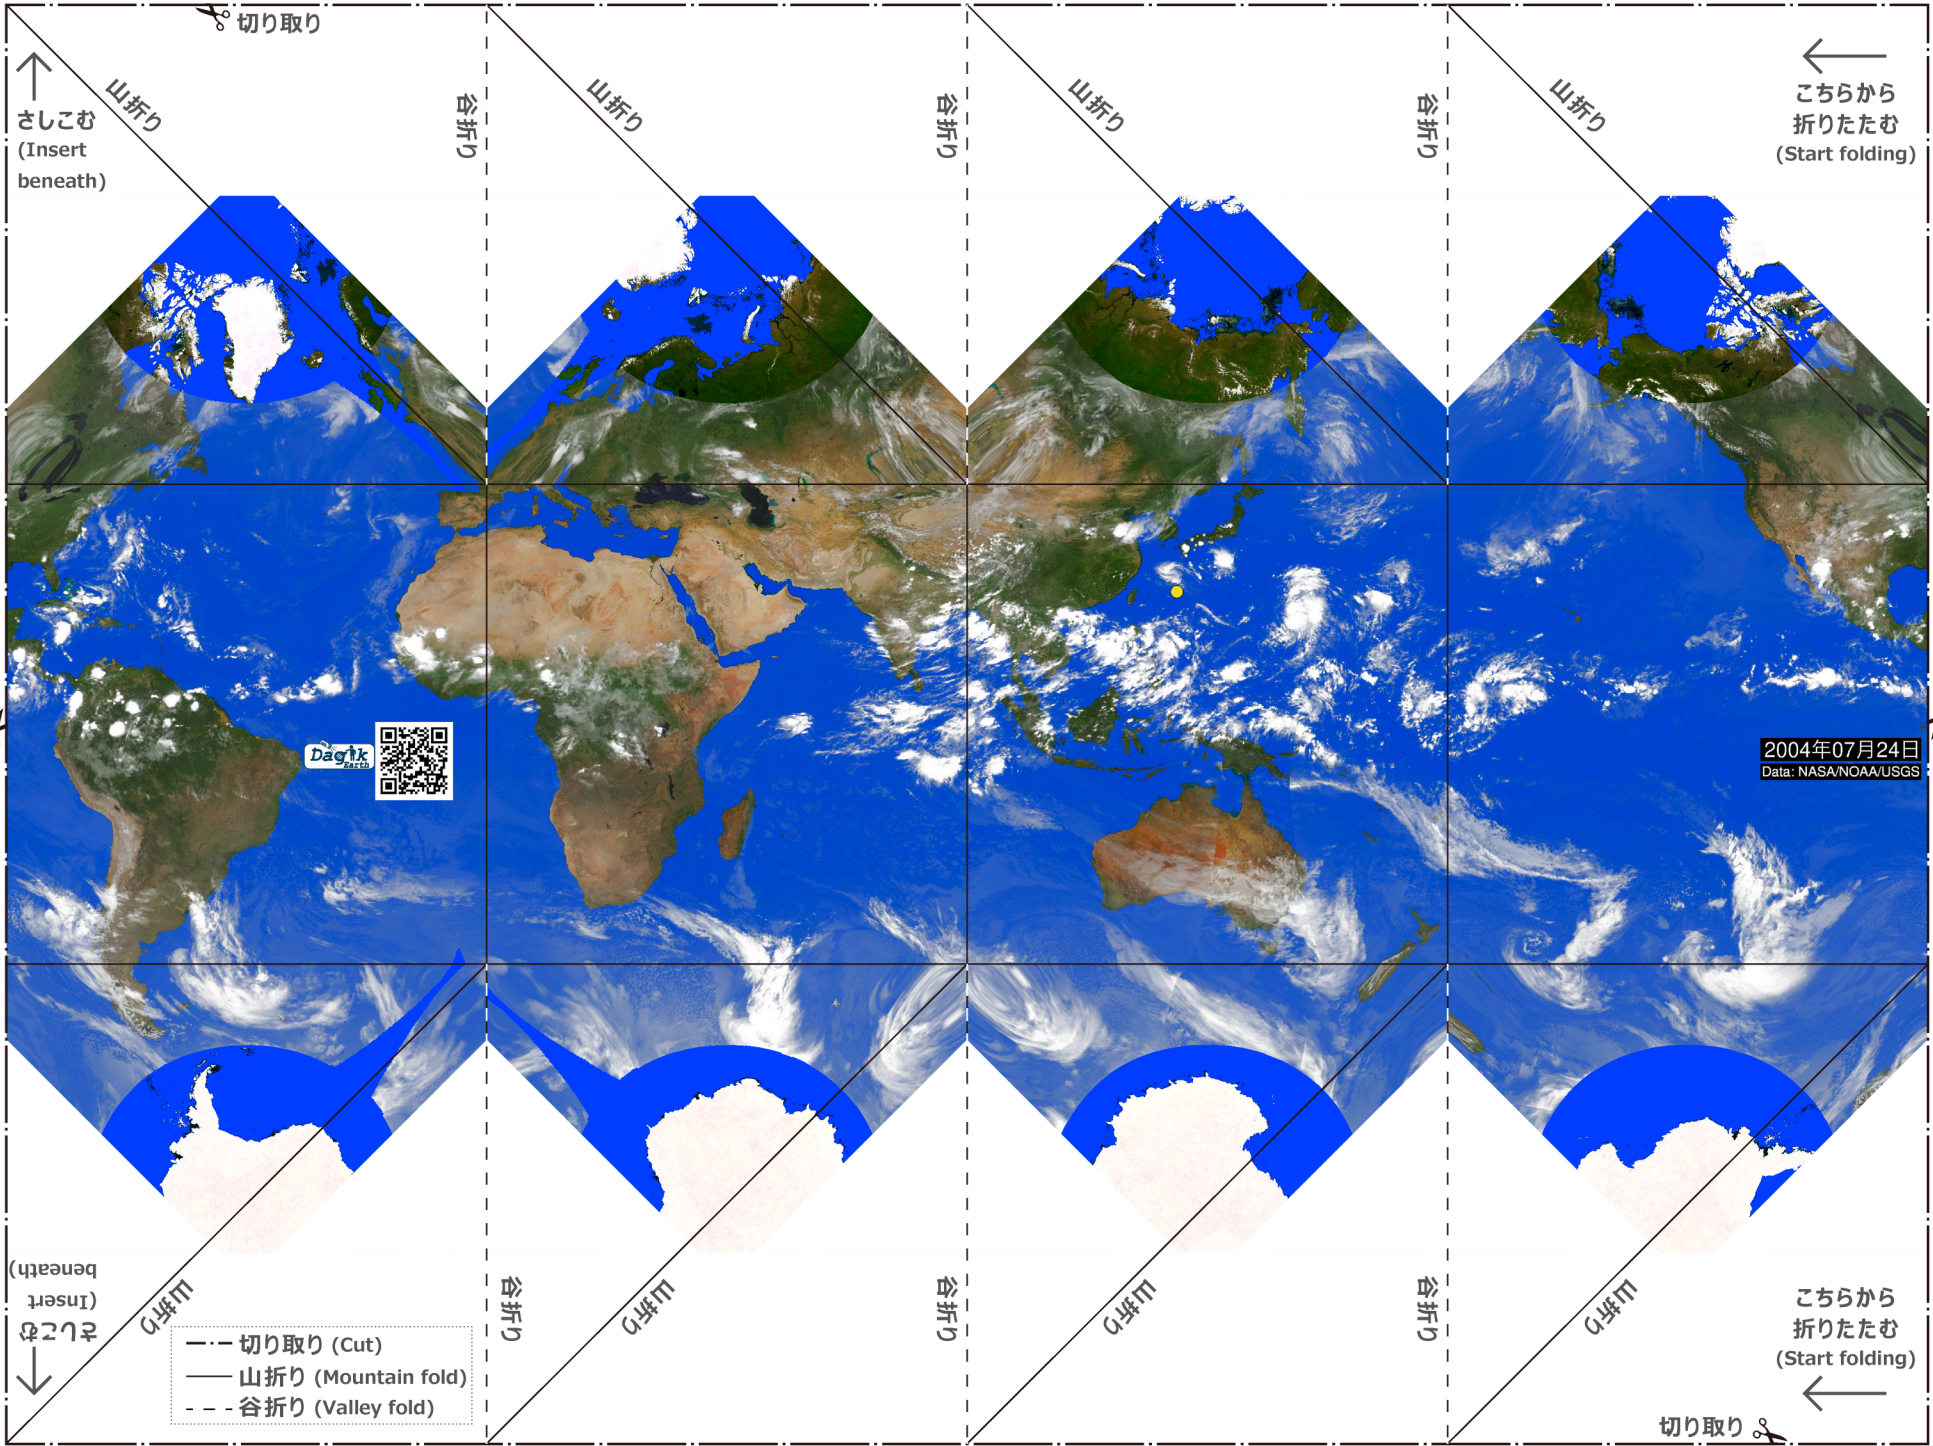 切り取り
さしこむ
(Insert
beneath)
山折り
谷折り
山折り
谷折り
山折り
谷折り
山折り
こちらから
折りたたむ
(Start folding)
Dagik
Earth
2004年07月24日
Data: NASA/NOAA/USGS
さしこむ
(Insert
beneath)
山折り
谷折り
山折り
谷折り
山折り
谷折り
山折り
こちらから
折りたたむ
(Start folding)
切り取り (Cut)
山折り (Mountain fold)
谷折り (Valley fold)
切り取り